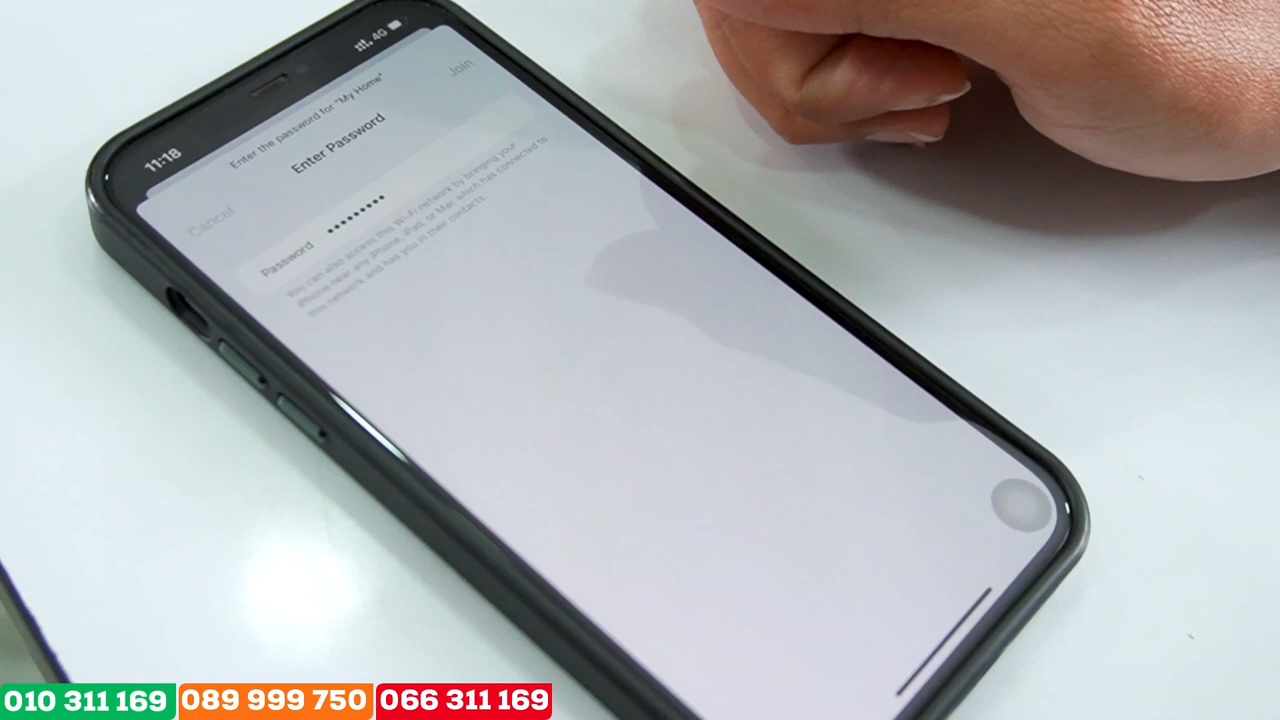 11:18
4G
Enter the password for "My Home"
Cancel
Enter Password
Join
Password •••••••••
You can also access this Wi-Fi network by bringing your
iPhone near any iPhone, iPad, or Mac which has connected to
this network and has you in their contacts.
010 311 169
089 999 750
066 311 169